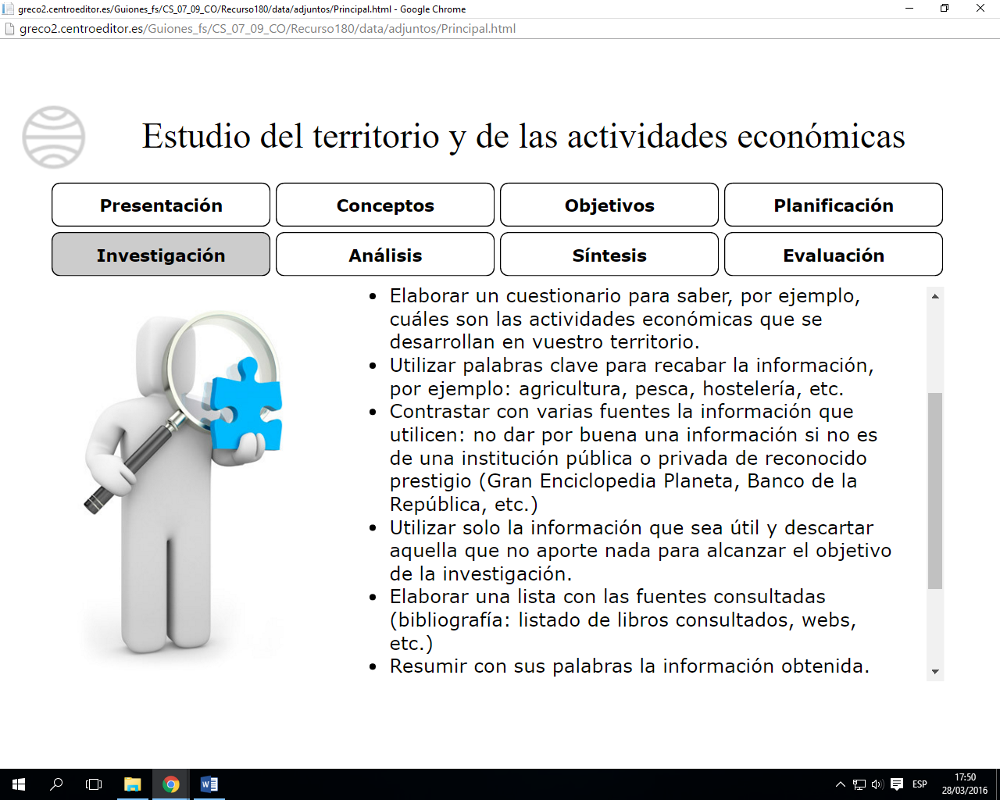 greco2.centroeditor.es/Guiones_fs/CS_07_09_CO/Recurso180/data/adjuntos/Principal.html - Google Chrome
greco2.centroeditor.es/Guiones_fs/CS_07_09_CO/Recurso180/data/adjuntos/Principal.html
Estudio del territorio y de las actividades económicas
Presentación Conceptos Objetivos Planificación
Investigación Análisis Síntesis Evaluación
• Elaborar un cuestionario para saber, por ejemplo,
cuáles son las actividades económicas que se
desarrollan en vuestro territorio.
• Utilizar palabras clave para recabar la información,
por ejemplo: agricultura, pesca, hostelería, etc.
• Contrastar con varias fuentes la información que
utilicen: no dar por buena una información si no es
de una institución pública o privada de reconocido
prestigio (Gran Enciclopedia Planeta, Banco de la
República, etc.)
• Utilizar solo la información que sea útil y descartar
aquella que no aporte nada para alcanzar el objetivo
de la investigación.
• Elaborar una lista con las fuentes consultadas
(bibliografía: listado de libros consultados, webs,
etc.)
• Resumir con sus palabras la información obtenida.
ESP
17:50
28/03/2016